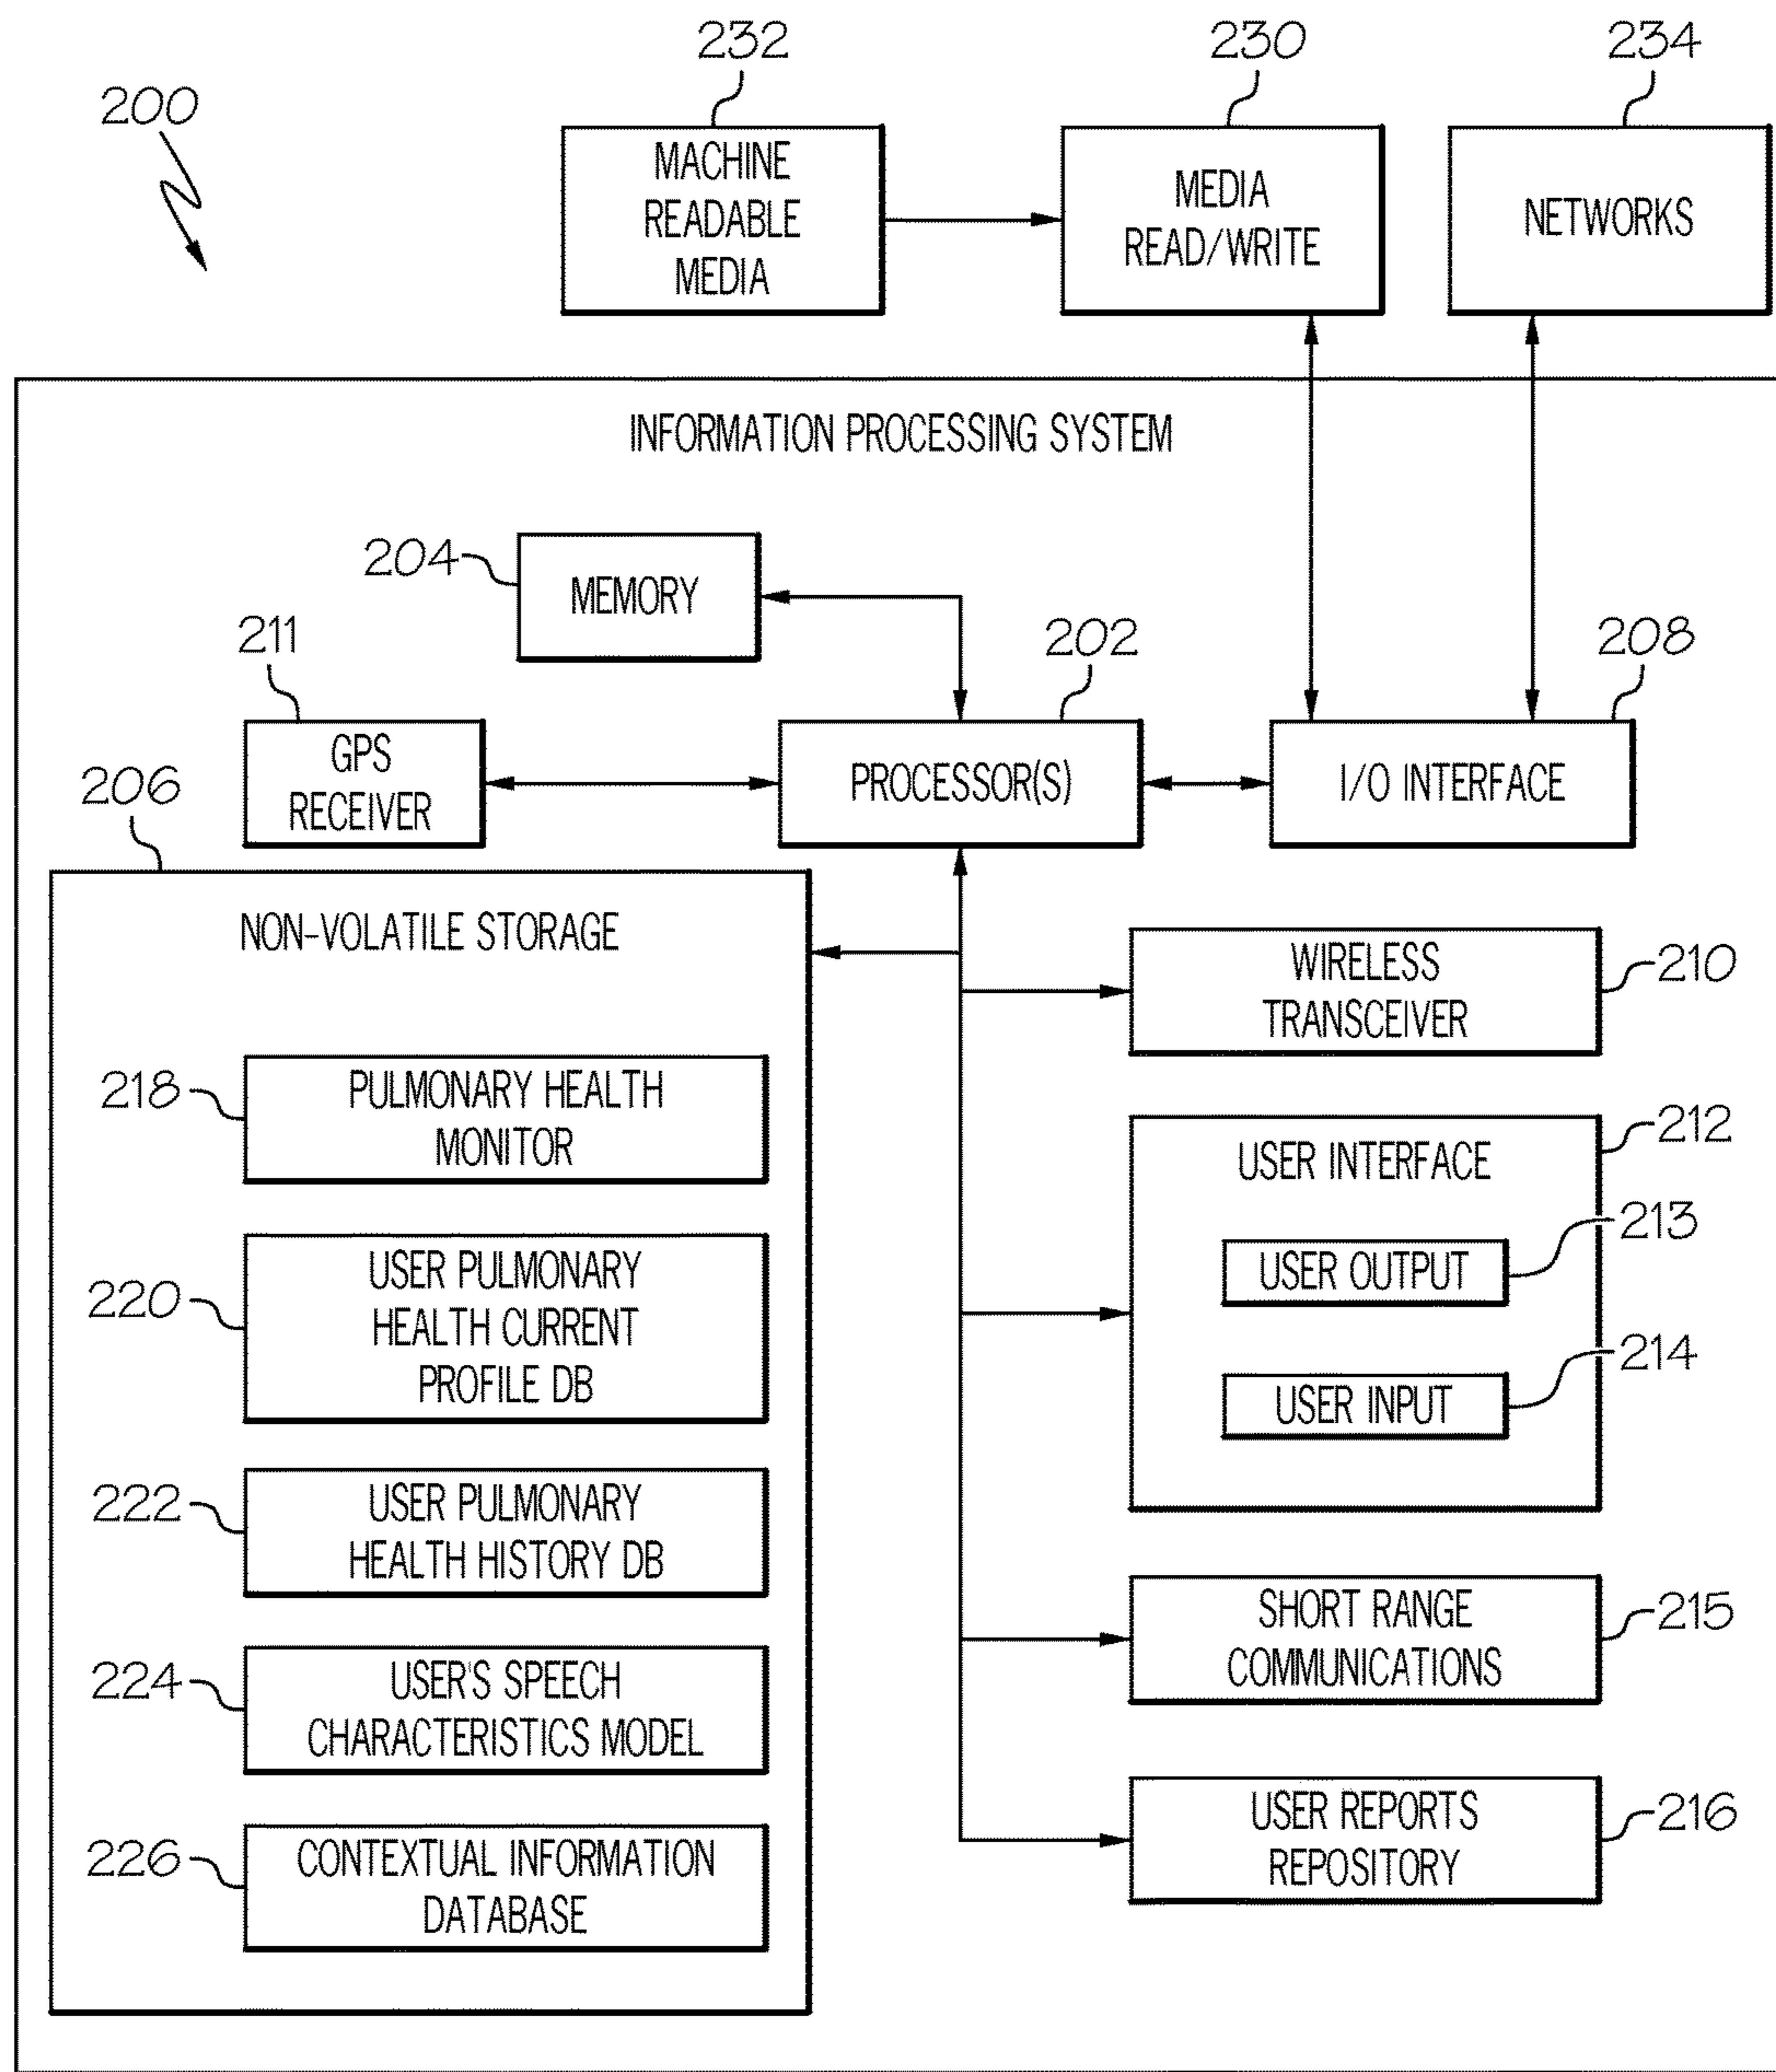 232
230
234
200
MACHINE
READABLE
MEDIA
MEDIA
READ/WRITE
NETWORKS
INFORMATION PROCESSING SYSTEM
204
MEMORY
211
202
208
GPS
RECEIVER
PROCESSOR(S)
I/O INTERFACE
206
NON-VOLATILE STORAGE
WIRELESS
TRANSCEIVER
210
218
PULMONARY HEALTH
MONITOR
212
USER INTERFACE
213
USER OUTPUT
220
USER PULMONARY
HEALTH CURRENT
PROFILE DB
214
USER INPUT
222
USER PULMONARY
HEALTH HISTORY DB
SHORT RANGE
COMMUNICATIONS
215
224
USER'S SPEECH
CHARACTERISTICS MODEL
USER REPORTS
REPOSITORY
216
226
CONTEXTUAL INFORMATION
DATABASE